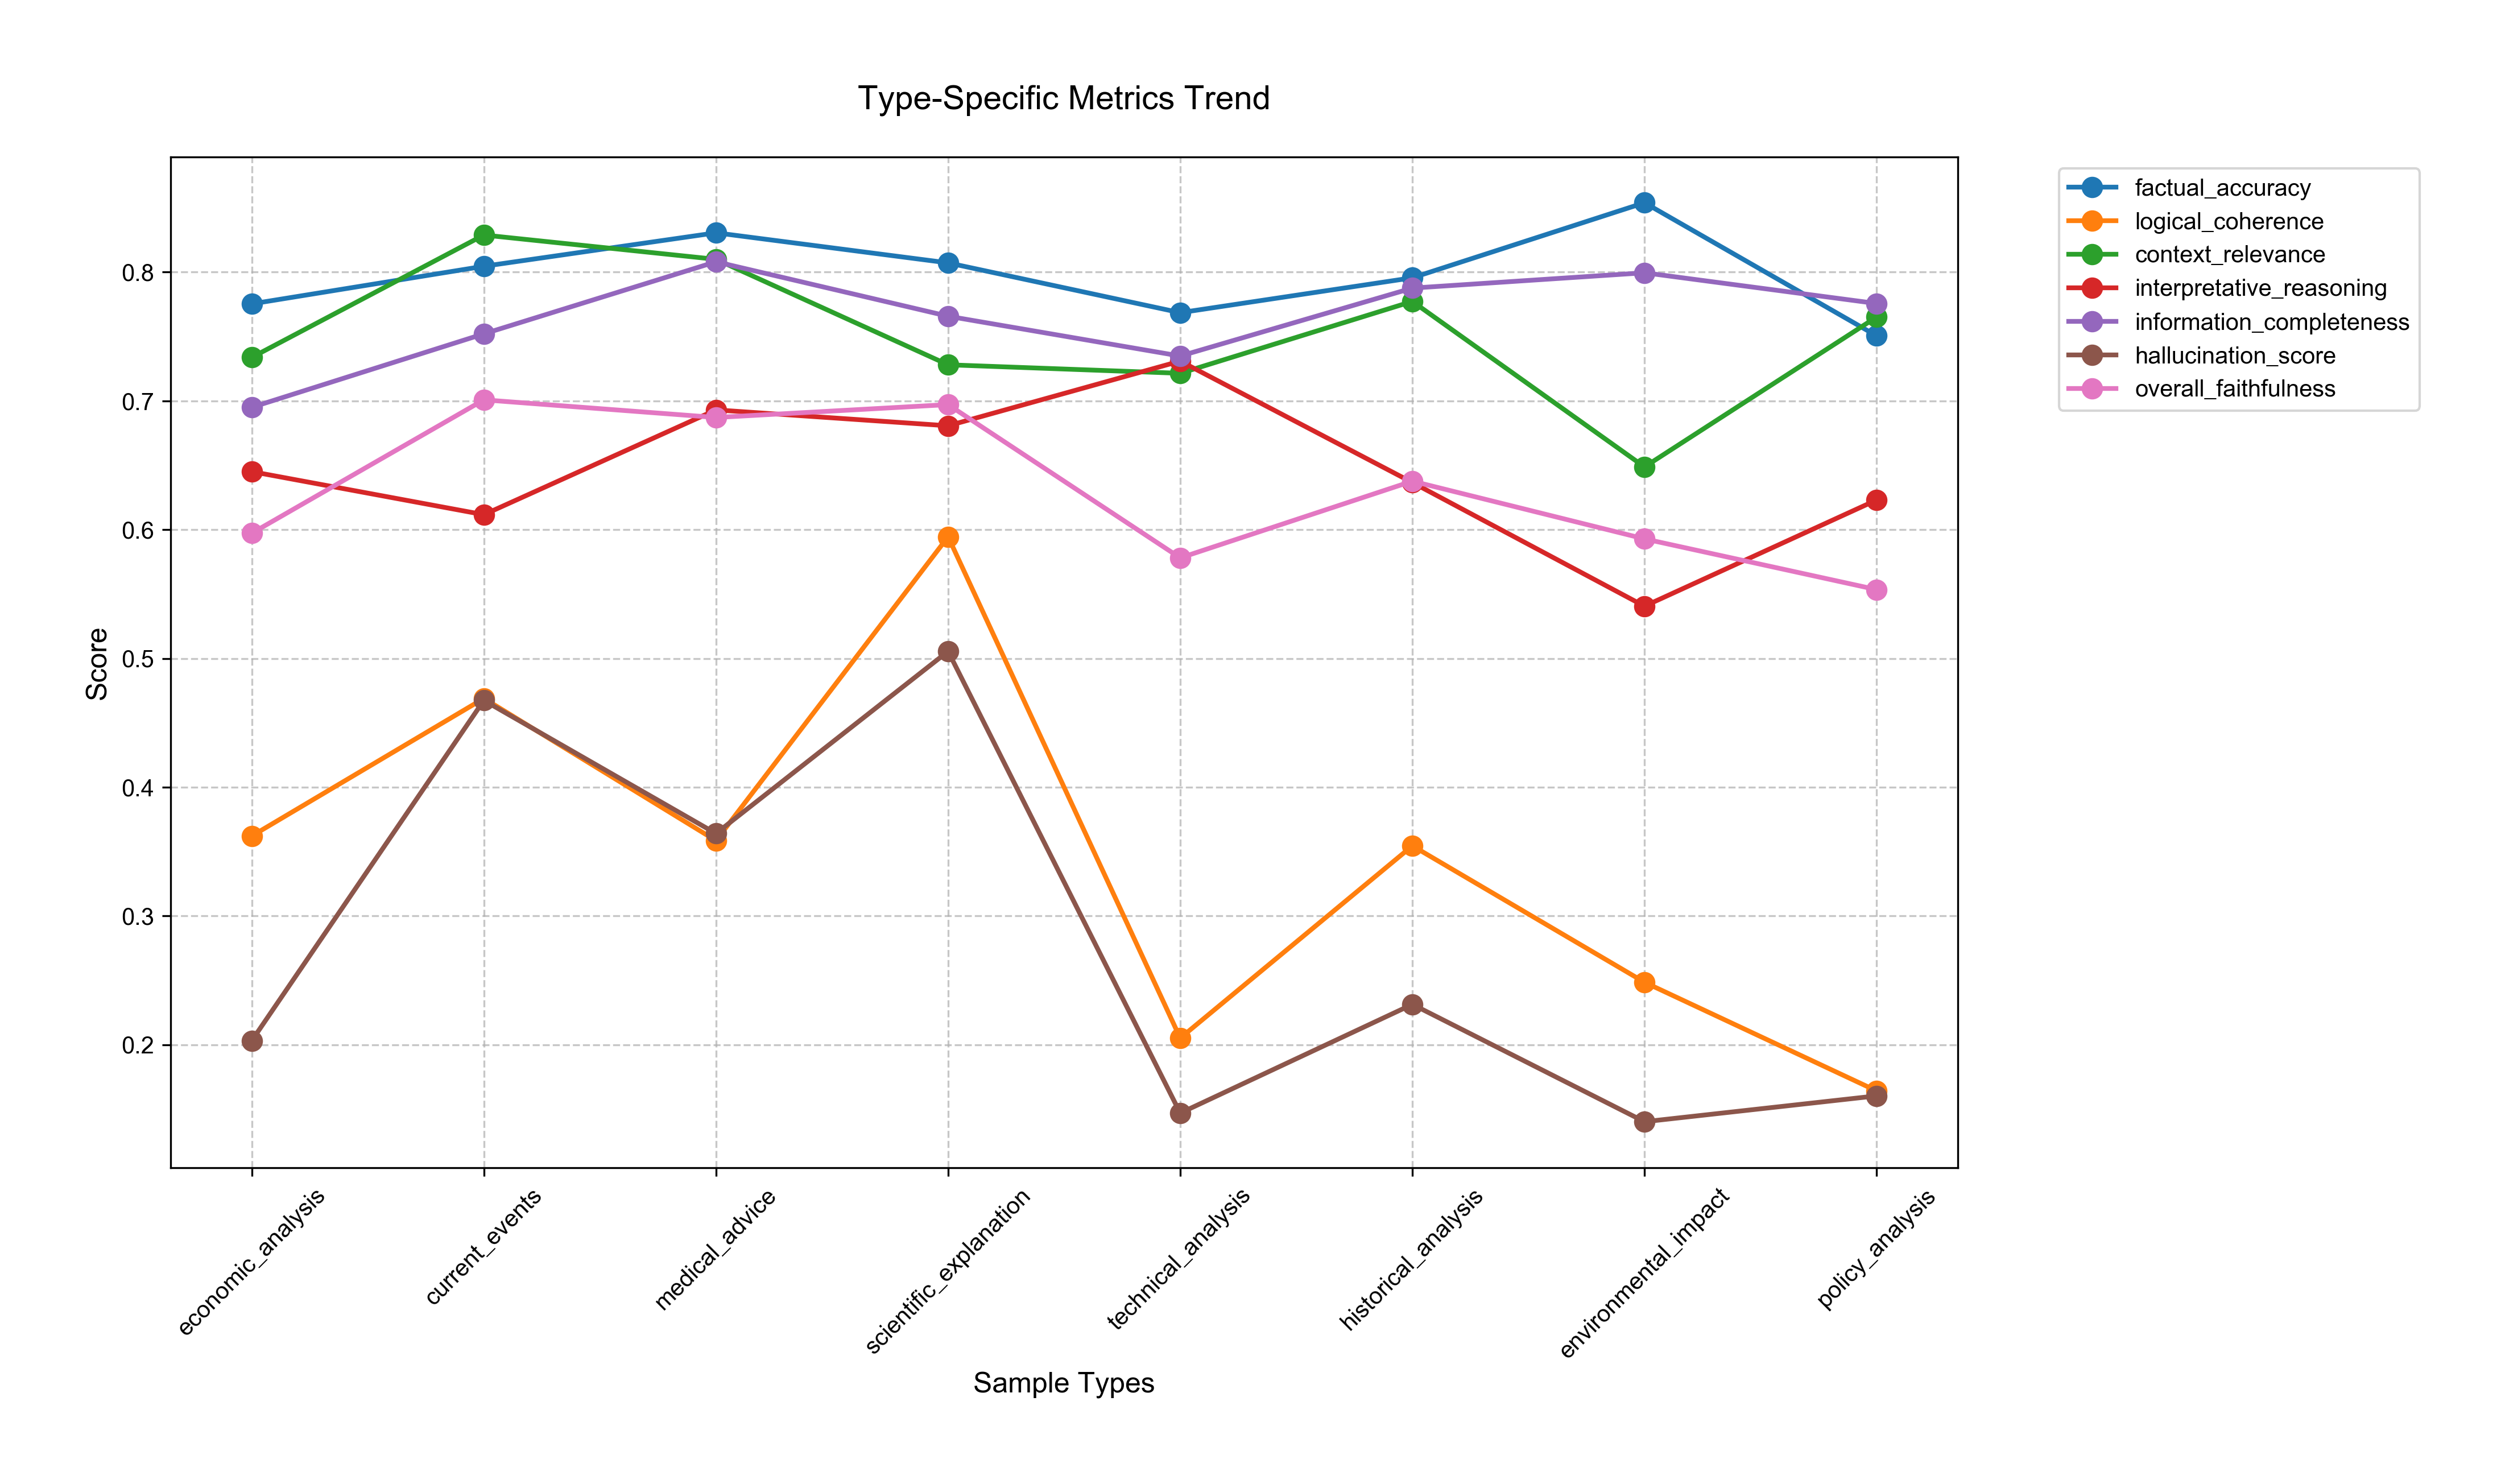 Type-Specific Metrics Trend
factual_accuracy
logical_coherence
context_relevance
interpretative_reasoning
information_completeness
hallucination_score
overall_faithfulness
Score
0.8
0.7
0.6
0.5
0.4
0.3
0.2
economic_analysis
current_events
medical_advice
scientific_explanation
technical_analysis
historical_analysis
environmental_impact
policy_analysis
Sample Types